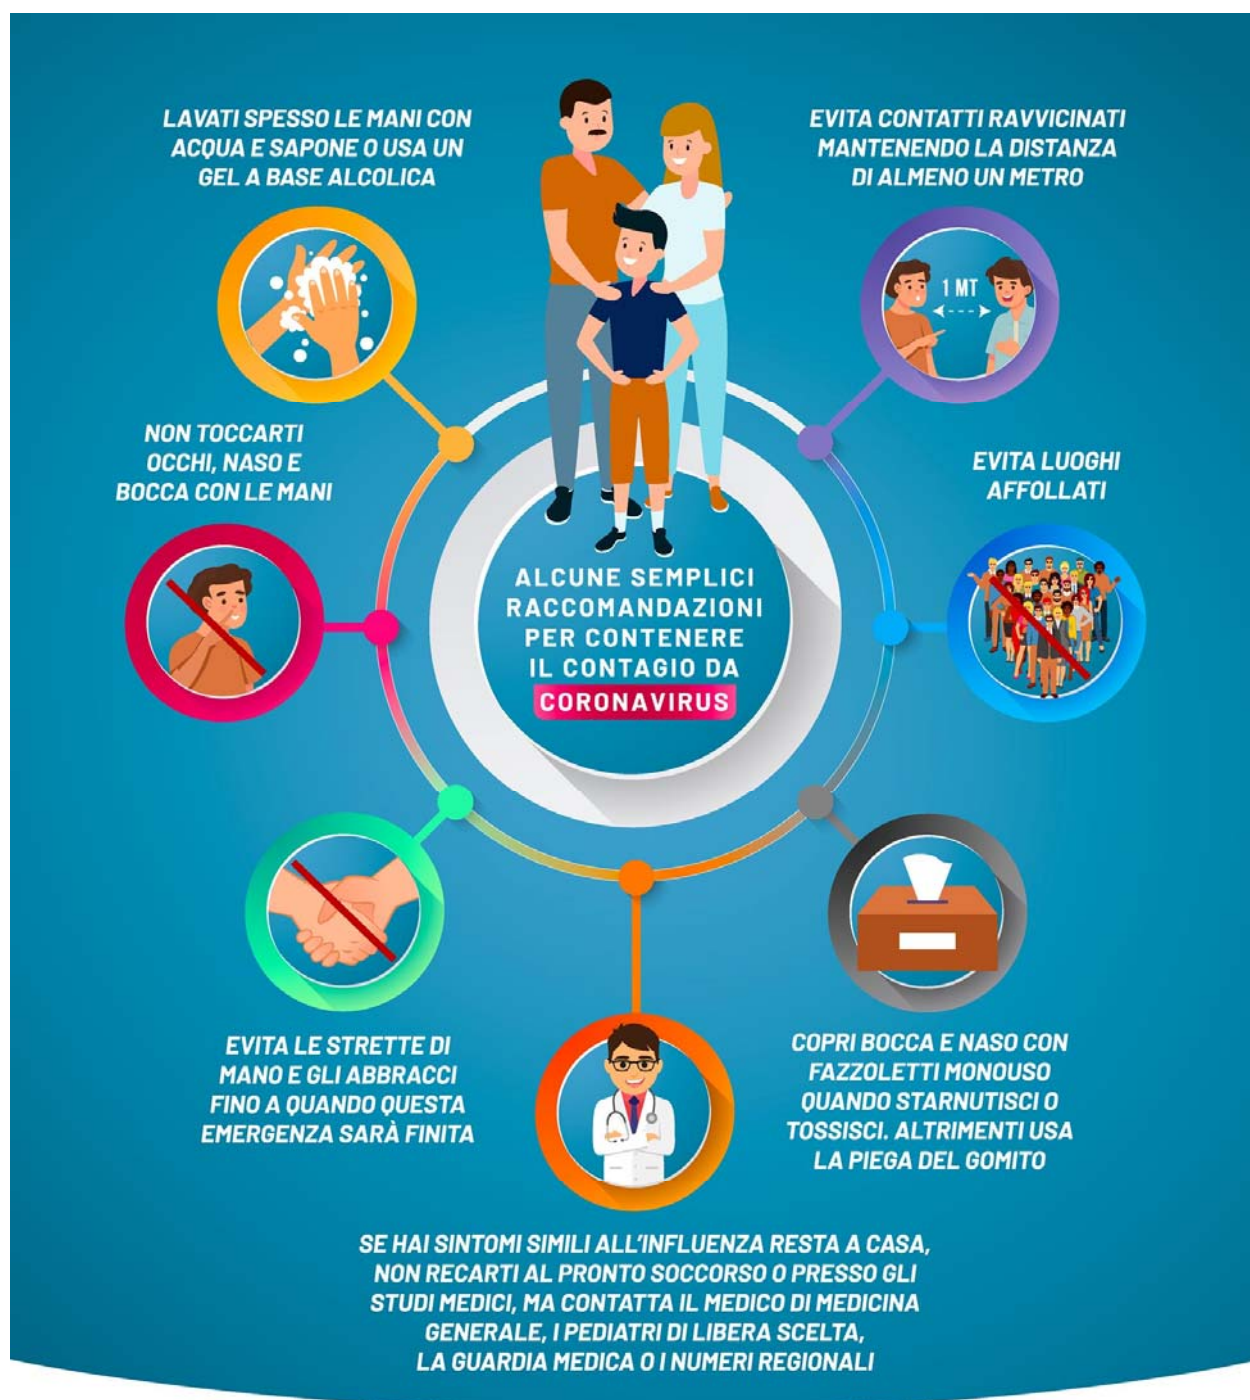 LAVATI SPESSO LE MANI CON
ACQUA E SAPONE O USA UN
GEL A BASE ALCOLICA
EVITA CONTATTI RAVVICINATI
MANTENENDO LA DISTANZA
DI ALMENO UN METRO
1 MT
NON TOCCARTI
OCCHI, NASO E
BOCCA CON LE MANI
EVITA LUOGHI
AFFOLLATI
ALCUNE SEMPLICI
RACCOMANDAZIONI
PER CONTENERE
IL CONTAGIO DA
CORONAVIRUS
EVITA LE STRETTE DI
MANO E GLI ABBRACCI
FINO A QUANDO QUESTA
EMERGENZA SARÀ FINITA
COPRI BOCCA E NASO CON
FAZZOLETTI MONOUSO
QUANDO STARNUTISCI O
TOSSISCI. ALTRIMENTI USA
LA PIEGA DEL GOMITO
SE HAI SINTOMI SIMILI ALL'INFLUENZA RESTA A CASA,
NON RECARTI AL PRONTO SOCCORSO O PRESSO GLI
STUDI MEDICI, MA CONTATTA IL MEDICO DI MEDICINA
GENERALE, I PEDIATRI DI LIBERA SCELTA,
LA GUARDIA MEDICA O I NUMERI REGIONALI